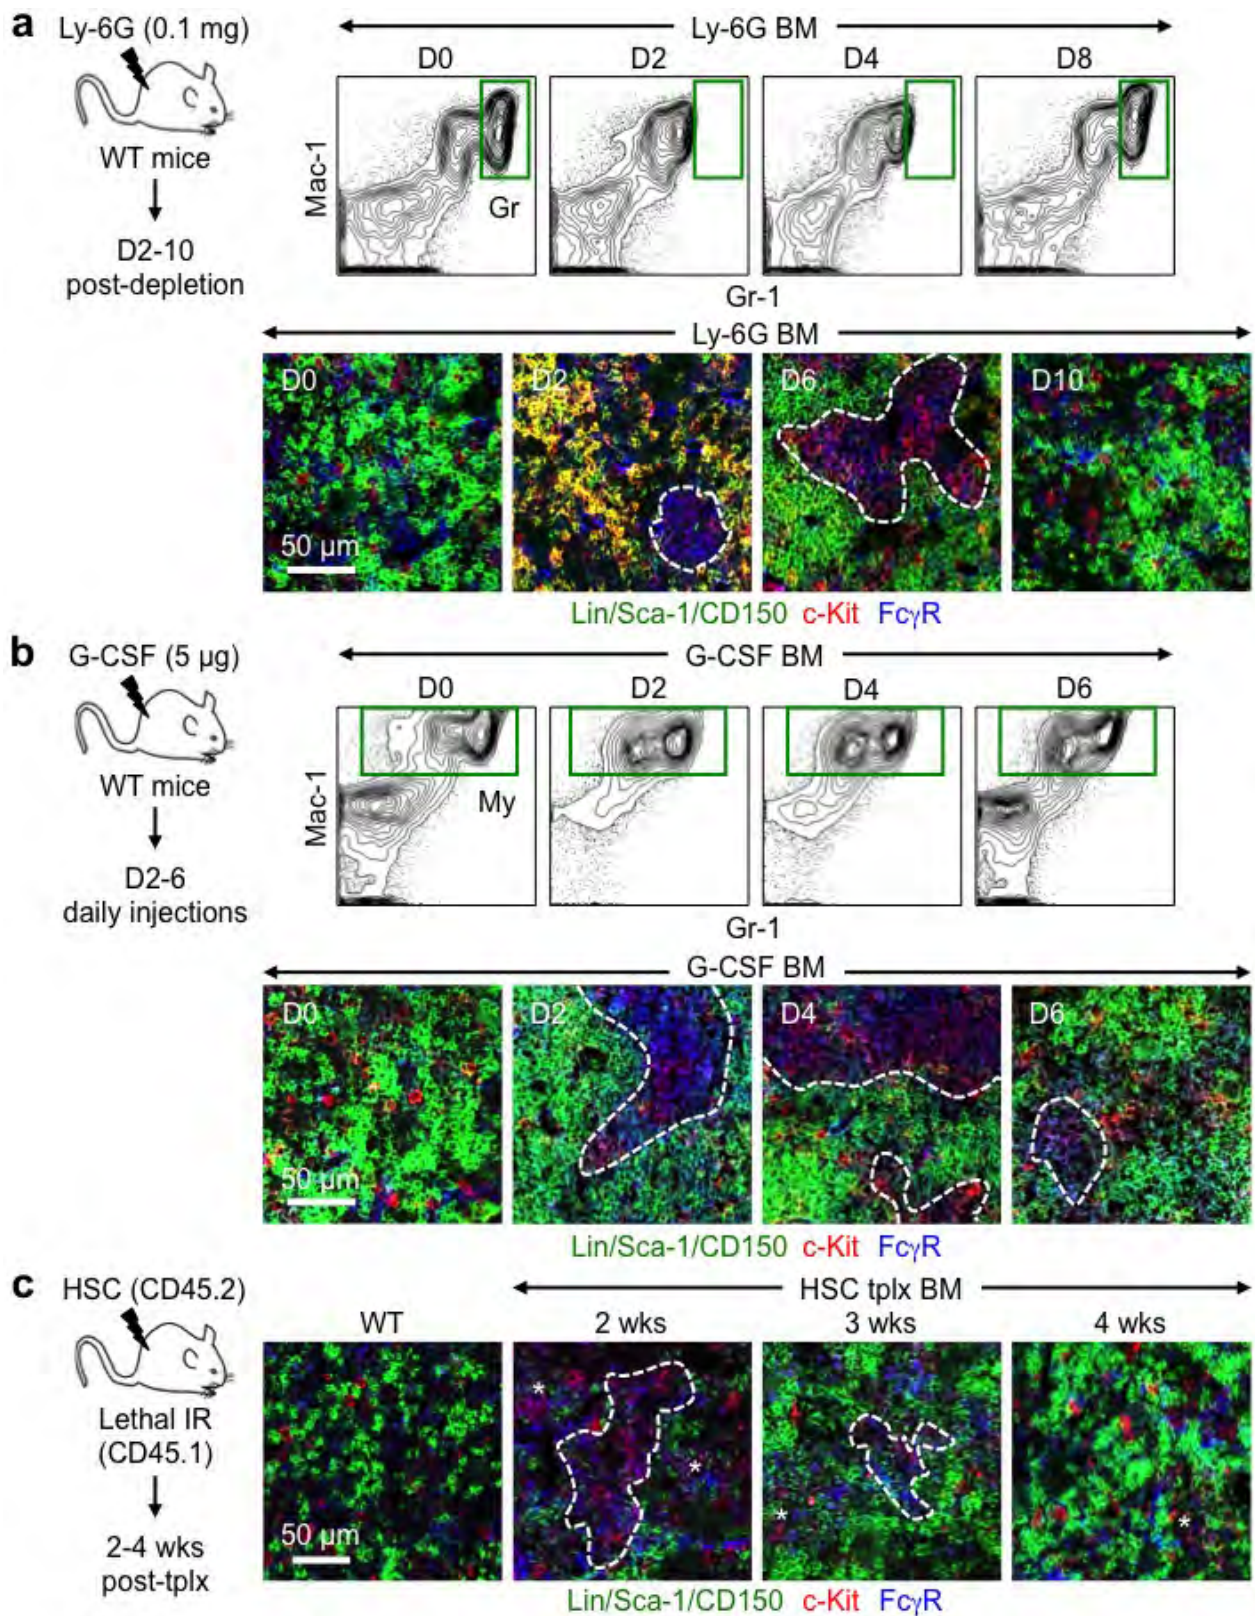 a
Ly-6G (0.1 mg)
WT mice
D2-10
post-depletion
Ly-6G BM
D0 D2 D4 D8
Mac-1
Gr
Gr-1
Ly-6G BM
D0 D2 D6 D10
50 μm
Lin/Sca-1/CD150 c-Kit FcγR
b
G-CSF (5 μg)
WT mice
D2-6
daily injections
G-CSF BM
D0 D2 D4 D6
Mac-1
My
Gr-1
G-CSF BM
D0 D2 D4 D6
50 μm
Lin/Sca-1/CD150 c-Kit FcγR
c
HSC (CD45.2)
Lethal IR
(CD45.1)
2-4 wks
post-tplx
HSC tplx BM
WT 2 wks 3 wks 4 wks
* * * *
50 μm
Lin/Sca-1/CD150 c-Kit FcγR